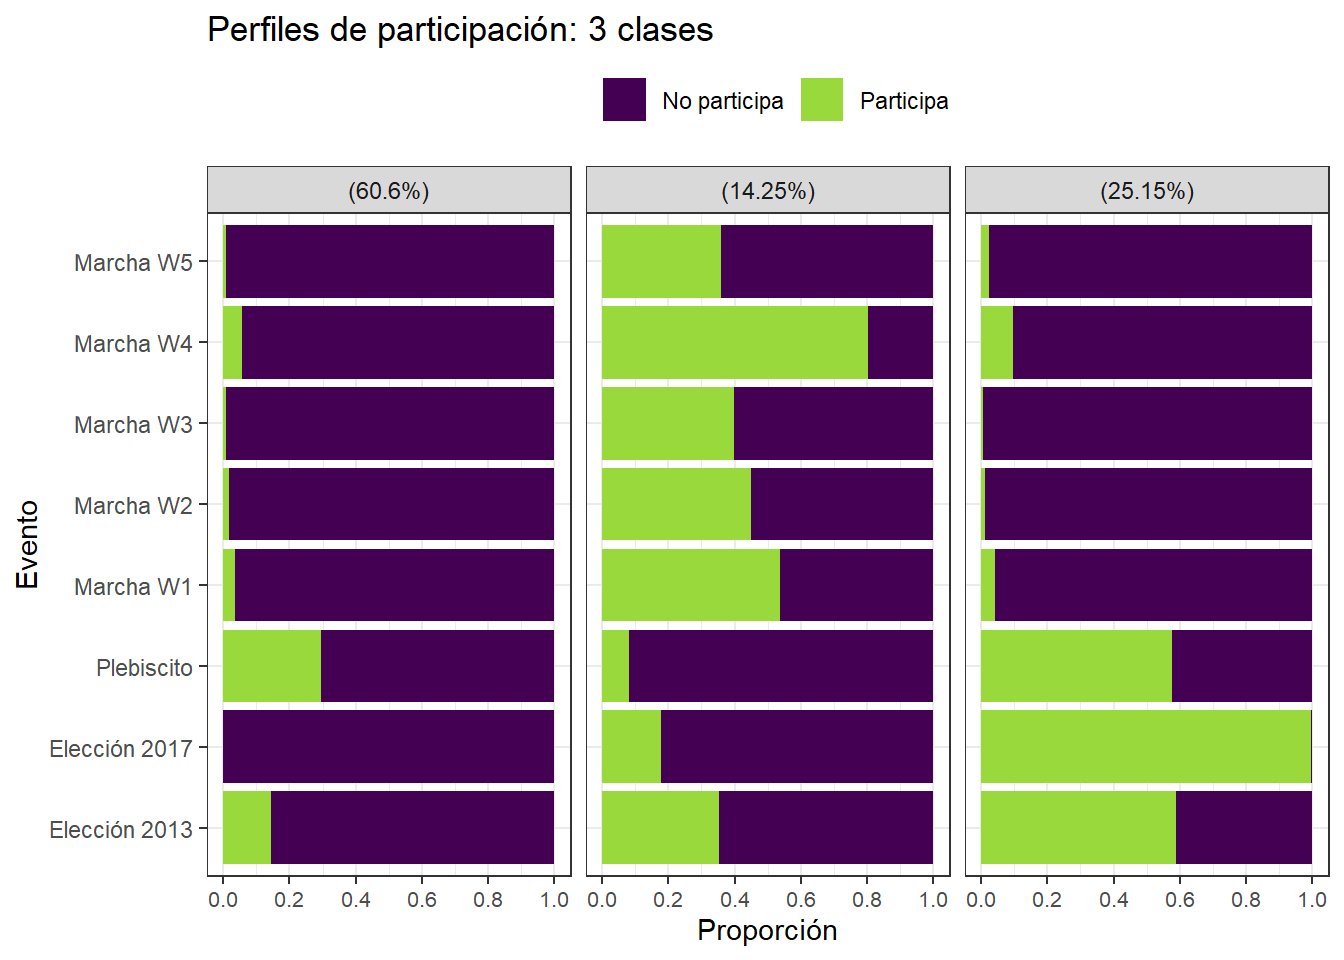 Perfiles de participación: 3 clases
No participa
Participa
(60.6%)
(14.25%)
(25.15%)
Marcha W5
Marcha W4
Marcha W3
Marcha W2
Marcha W1
Plebiscito
Elección 2017
Elección 2013
Evento
0.0 0.2 0.4 0.6 0.8 1.0
0.0 0.2 0.4 0.6 0.8 1.0
0.0 0.2 0.4 0.6 0.8 1.0
Proporción